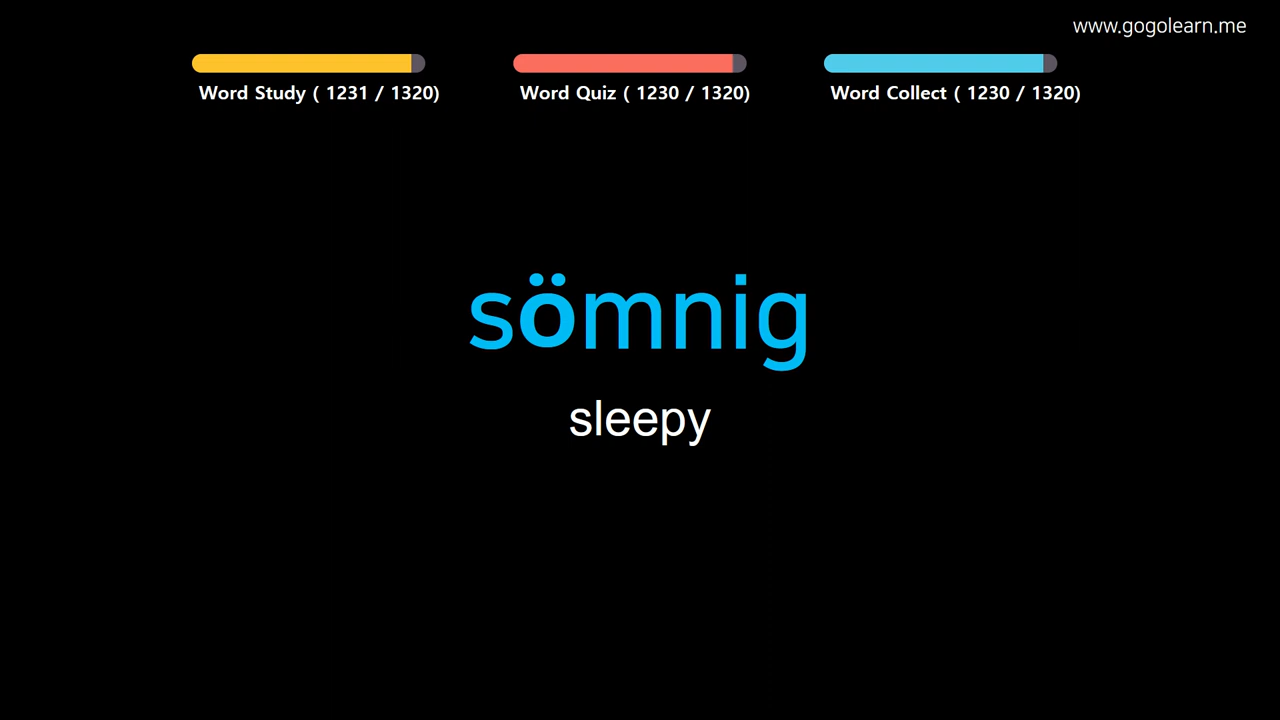 www.gogolearn.me
Word Study ( 1231 / 1320)
Word Quiz ( 1230 / 1320)
Word Collect ( 1230 / 1320)
sömnig
sleepy